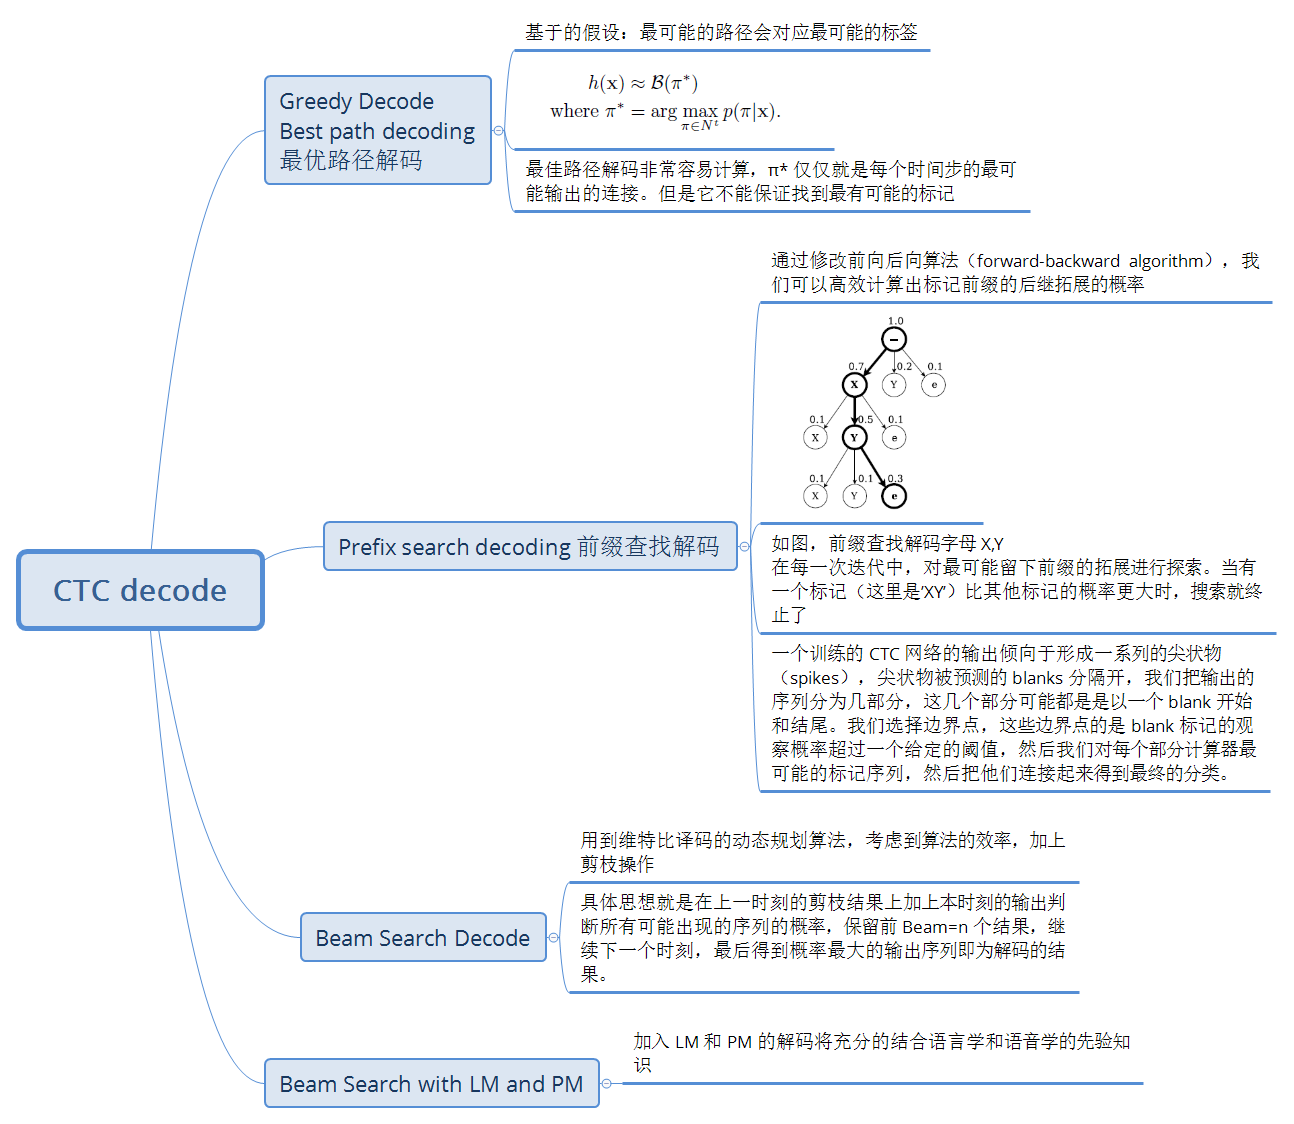 CTC decode
Greedy Decode
Best path decoding
最优路径解码
基于的假设：最可能的路径会对应最可能的标签
h(x) ≈ 𝓑(π*)
where π* = arg max p(π|x).
π∈Nᵗ
最佳路径解码非常容易计算，π* 仅仅就是每个时间步的最可
能输出的连接。但是它不能保证找到最有可能的标记
Prefix search decoding 前缀查找解码
通过修改前向后向算法（forward-backward algorithm），我
们可以高效计算出标记前缀的后继拓展的概率
1.0
−
0.7 0.2 0.1
X Y e
0.1 0.5 0.1
X Y e
0.1 0.1 0.3
X Y e
如图，前缀查找解码字母 X,Y
在每一次迭代中，对最可能留下前缀的拓展进行探索。当有
一个标记（这里是‘XY’）比其他标记的概率更大时，搜索就终
止了
一个训练的 CTC 网络的输出倾向于形成一系列的尖状物
（spikes），尖状物被预测的 blanks 分隔开，我们把输出的
序列分为几部分，这几个部分可能都是是以一个 blank 开始
和结尾。我们选择边界点，这些边界点的是 blank 标记的观
察概率超过一个给定的阈值，然后我们对每个部分计算器最
可能的标记序列，然后把他们连接起来得到最终的分类。
Beam Search Decode
用到维特比译码的动态规划算法，考虑到算法的效率，加上
剪枝操作
具体思想就是在上一时刻的剪枝结果上加上本时刻的输出判
断所有可能出现的序列的概率，保留前 Beam=n 个结果，继
续下一个时刻，最后得到概率最大的输出序列即为解码的结
果。
Beam Search with LM and PM
加入 LM 和 PM 的解码将充分的结合语言学和语音学的先验知
识